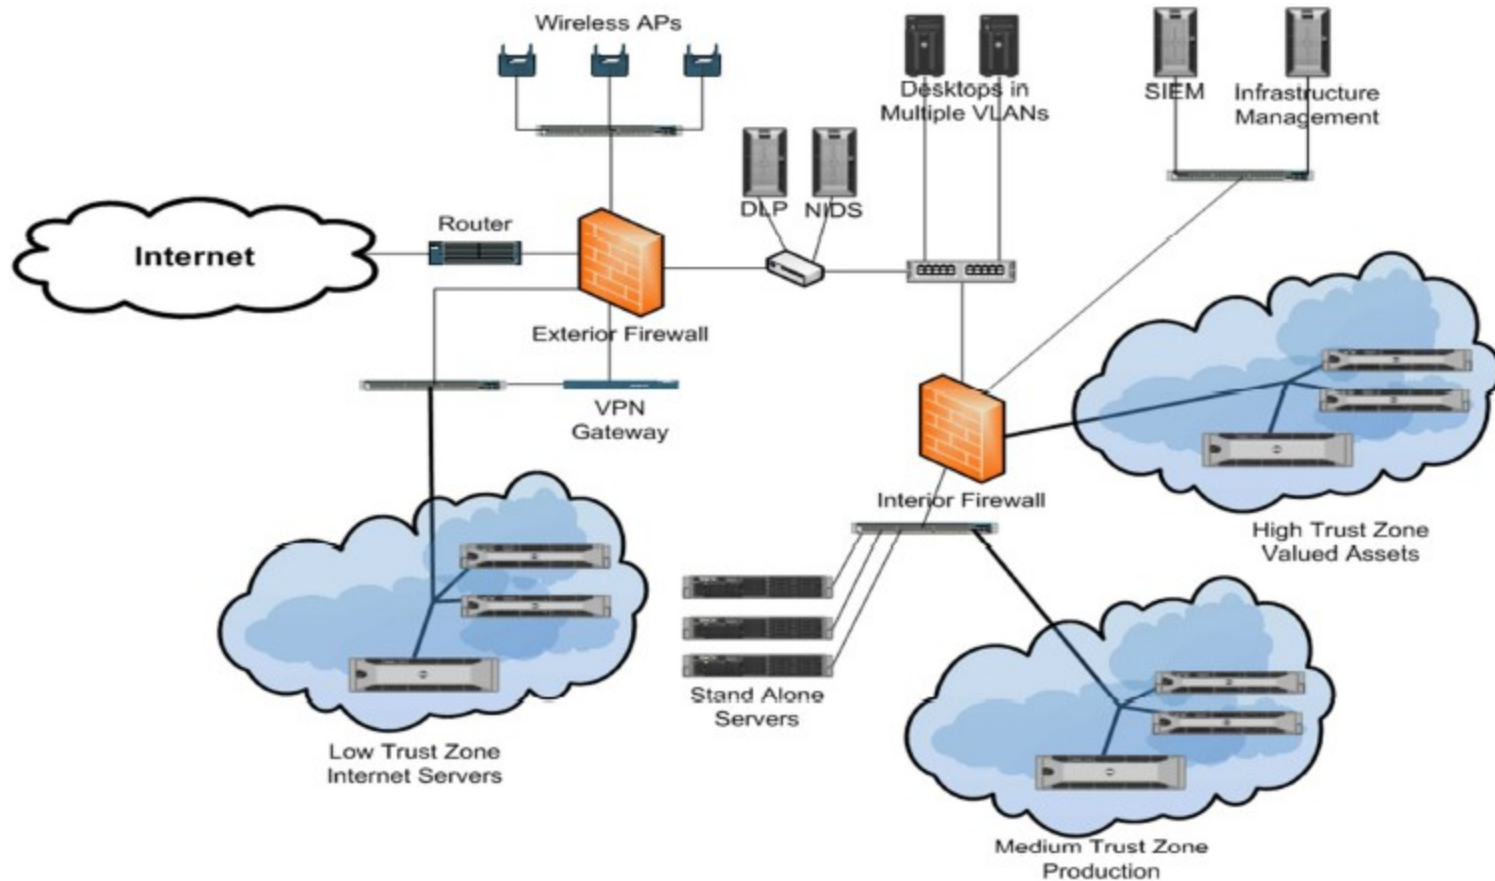 Wireless APs
Desktops in
Multiple VLANs
SIEM
Infrastructure
Management
DLP
NIDS
Router
Internet
Exterior Firewall
VPN
Gateway
Interior Firewall
High Trust Zone
Valued Assets
Stand Alone
Servers
Low Trust Zone
Internet Servers
Medium Trust Zone
Production